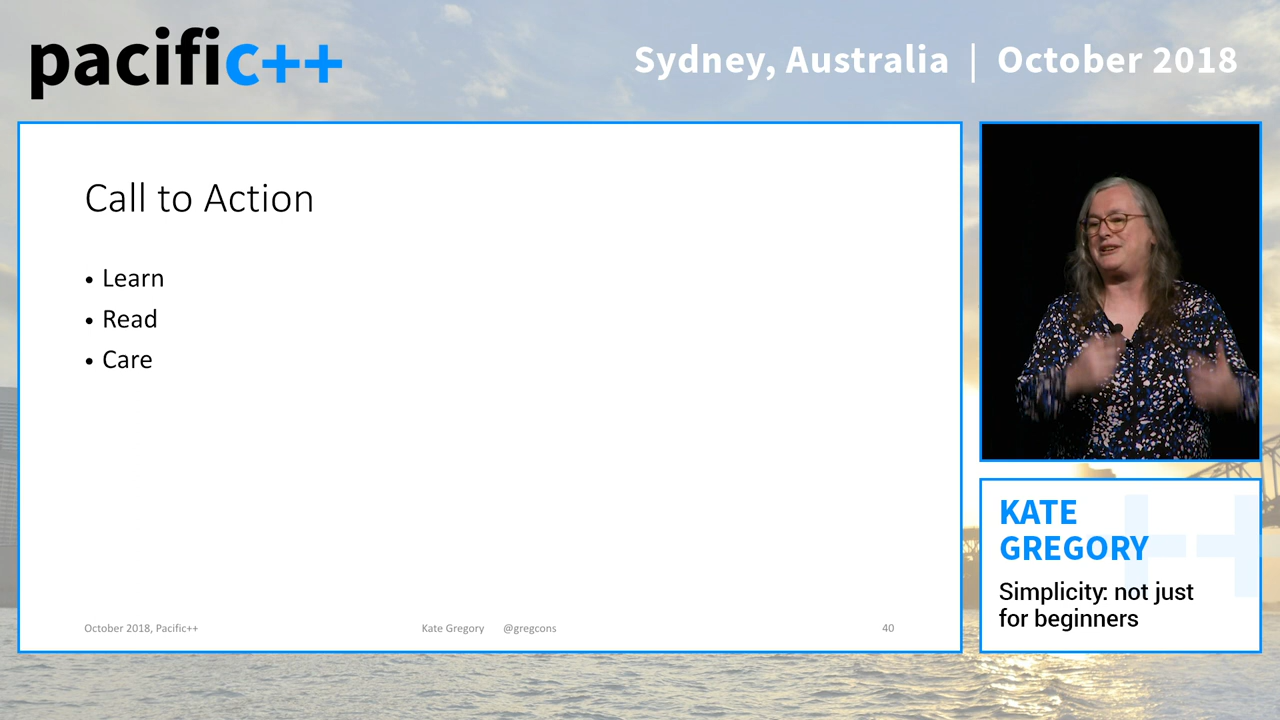 pacific++
Sydney, Australia | October 2018
Call to Action
• Learn
• Read
• Care
October 2018, Pacific++
Kate Gregory @gregcons
40
KATE
GREGORY
Simplicity: not just
for beginners